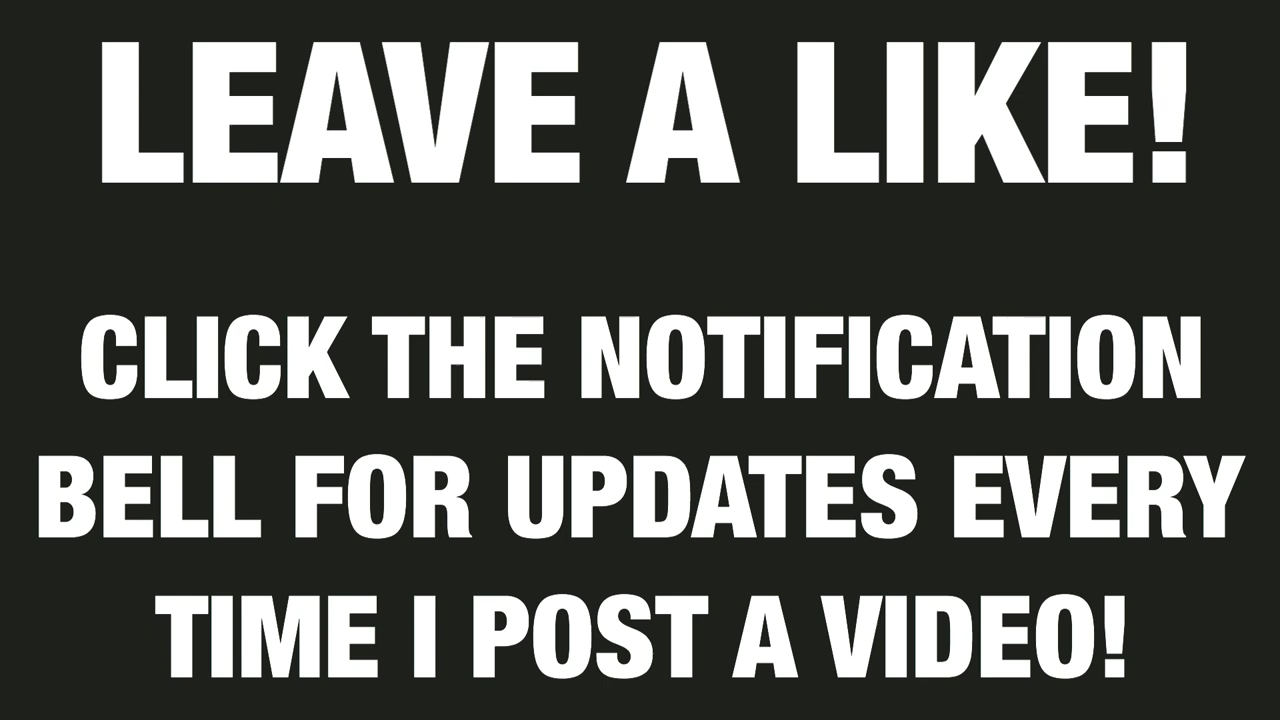 LEAVE A LIKE!
CLICK THE NOTIFICATION
BELL FOR UPDATES EVERY
TIME I POST A VIDEO!